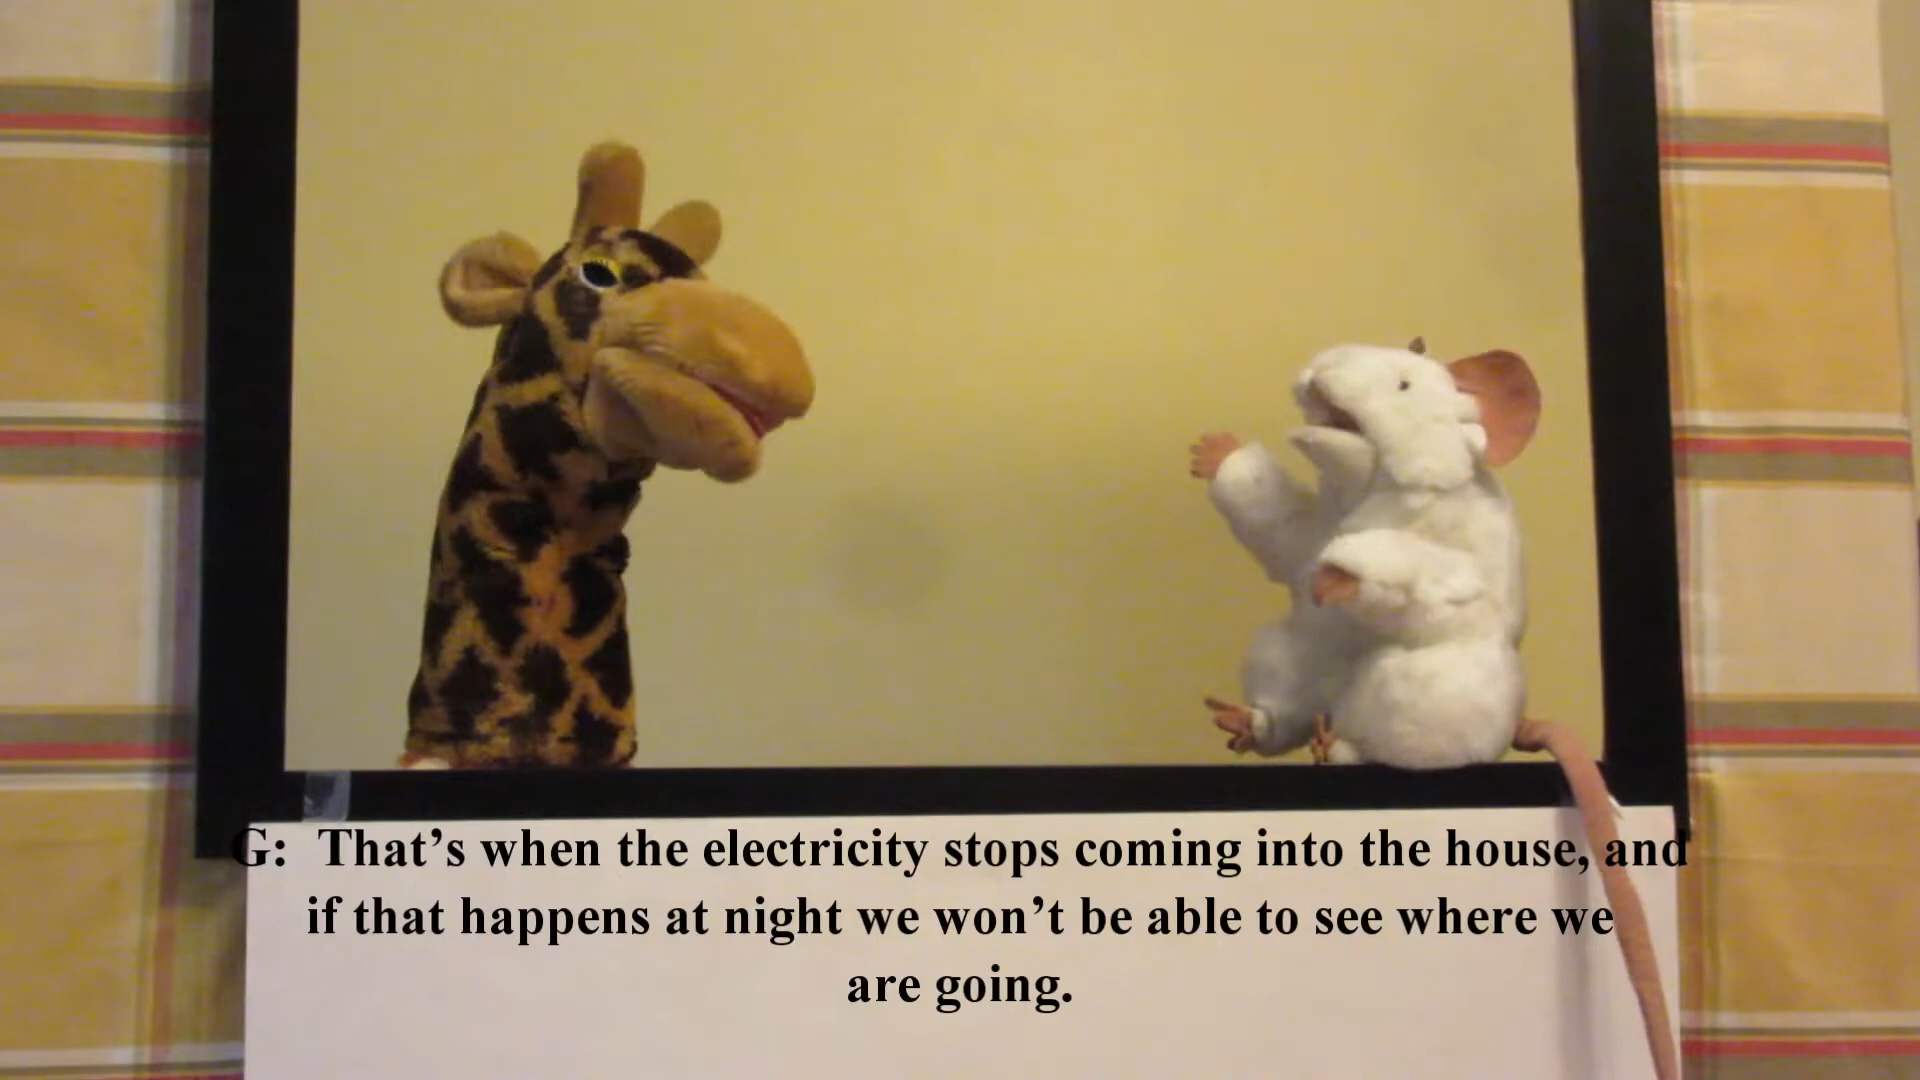 G:  That’s when the electricity stops coming into the house, and
if that happens at night we won’t be able to see where we
are going.